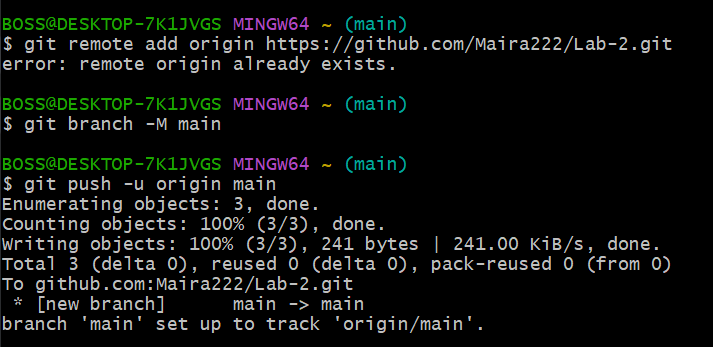 BOSS@DESKTOP-7K1JVGS MINGW64 ~ (main)
$ git remote add origin https://github.com/Maira222/Lab-2.git
error: remote origin already exists.
BOSS@DESKTOP-7K1JVGS MINGW64 ~ (main)
$ git branch -M main
BOSS@DESKTOP-7K1JVGS MINGW64 ~ (main)
$ git push -u origin main
Enumerating objects: 3, done.
Counting objects: 100% (3/3), done.
Writing objects: 100% (3/3), 241 bytes | 241.00 KiB/s, done.
Total 3 (delta 0), reused 0 (delta 0), pack-reused 0 (from 0)
To github.com:Maira222/Lab-2.git
 * [new branch]      main -> main
branch 'main' set up to track 'origin/main'.